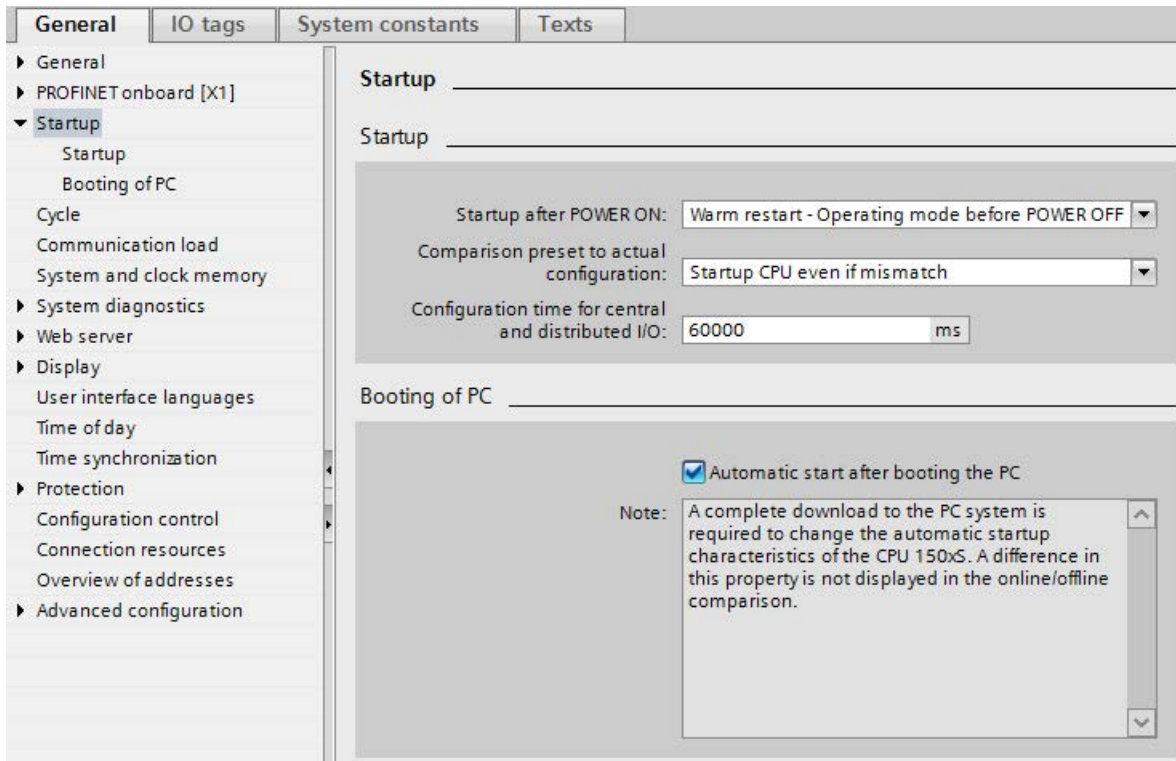 General IO tags System constants Texts
General
PROFINET onboard [X1]
Startup
Startup
Booting of PC
Cycle
Communication load
System and clock memory
System diagnostics
Web server
Display
User interface languages
Time of day
Time synchronization
Protection
Configuration control
Connection resources
Overview of addresses
Advanced configuration
Startup
Startup
Startup after POWER ON: Warm restart - Operating mode before POWER OFF
Comparison preset to actual
configuration: Startup CPU even if mismatch
Configuration time for central
and distributed I/O: 60000 ms
Booting of PC
Automatic start after booting the PC
Note: A complete download to the PC system is
required to change the automatic startup
characteristics of the CPU 150xS. A difference in
this property is not displayed in the online/offline
comparison.